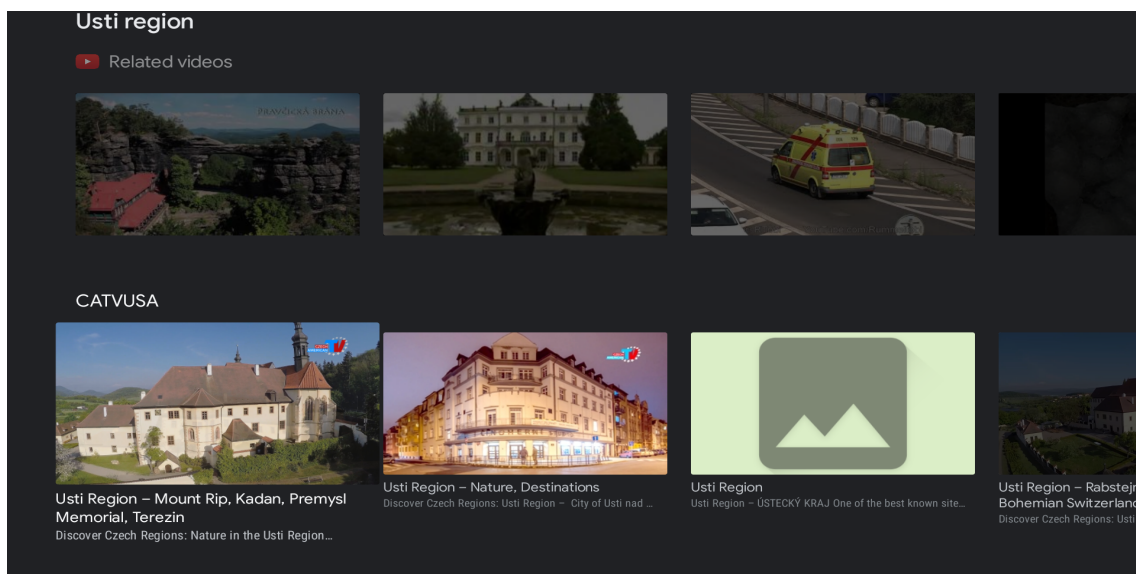 Usti region
Related videos
PRAVČICKÁ BRÁNA
CATVUSA
CZECH
AMERICAN TV
Usti Region – Mount Rip, Kadan, Premysl
Memorial, Terezin
Discover Czech Regions: Nature in the Usti Region...
Usti Region – Nature, Destinations
Discover Czech Regions: Usti Region – City of Usti nad ...
Usti Region
Usti Region – ÚSTECKÝ KRAJ One of the best known site...
Usti Region – Rabstejn
Bohemian Switzerland
Discover Czech Regions: Usti